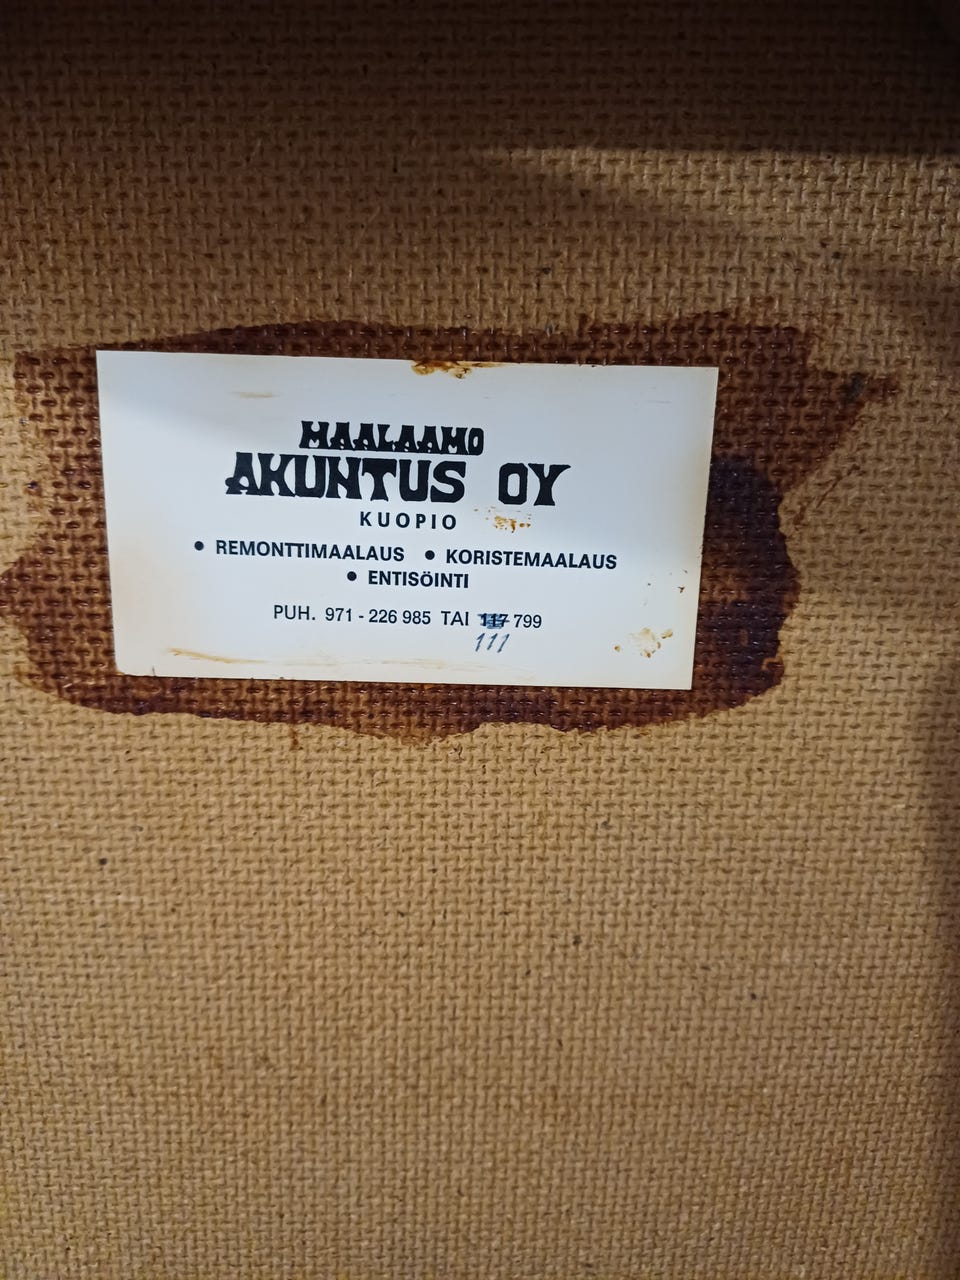 MAALAAMO
AKUNTUS OY
KUOPIO
• REMONTTIMAALAUS • KORISTEMAALAUS
• ENTISÖINTI
PUH. 971 - 226 985 TAI 117 799
111